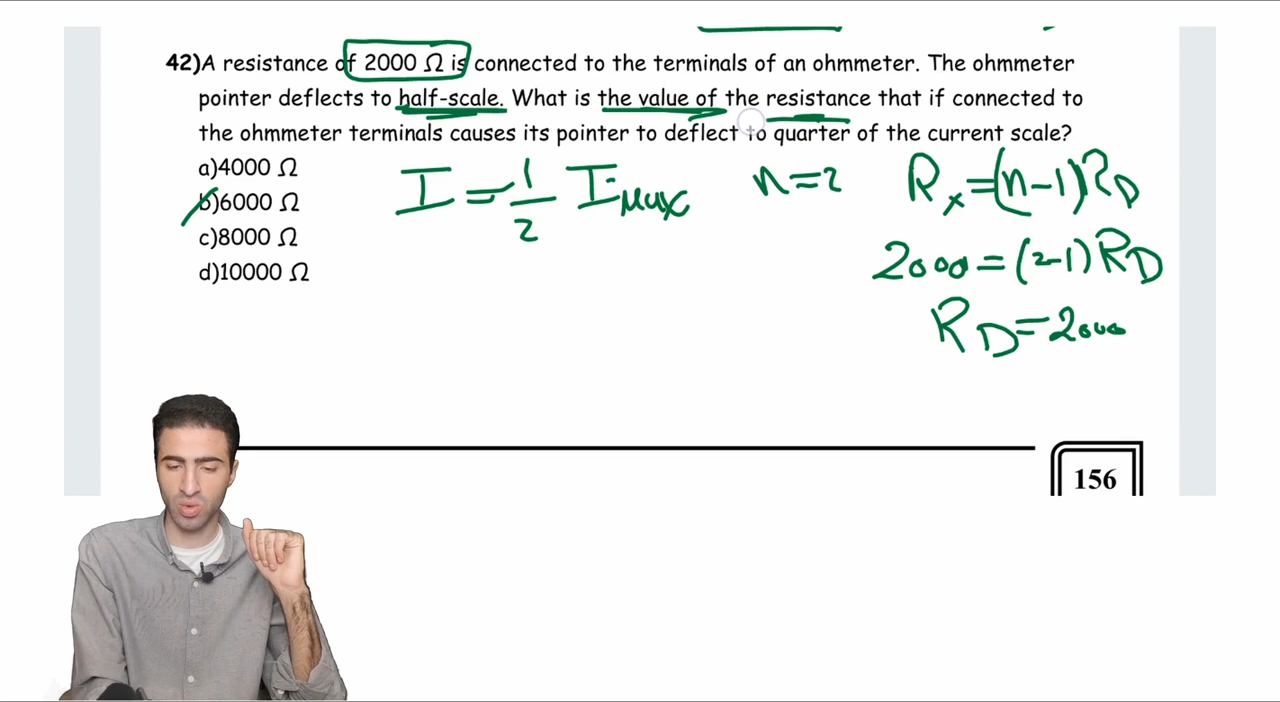 42)A resistance of 2000 Ω is connected to the terminals of an ohmmeter. The ohmmeter
pointer deflects to half-scale. What is the value of the resistance that if connected to
the ohmmeter terminals causes its pointer to deflect to quarter of the current scale?
a)4000 Ω
b)6000 Ω
c)8000 Ω
d)10000 Ω
I = 1/2 I Max
n=2
Rx=(n-1)RD
2000=(2-1)RD
RD=2000
156